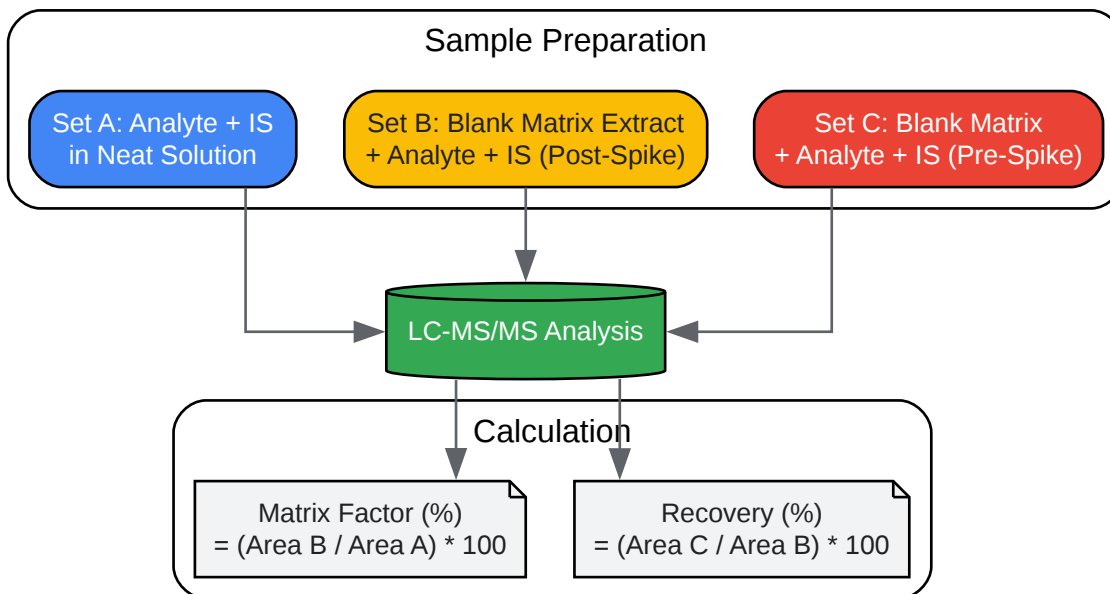 Sample Preparation
Set A: Analyte + IS
in Neat Solution
Set B: Blank Matrix Extract
+ Analyte + IS (Post-Spike)
Set C: Blank Matrix
+ Analyte + IS (Pre-Spike)
LC-MS/MS Analysis
Calculation
Matrix Factor (%)
= (Area B / Area A) * 100
Recovery (%)
= (Area C / Area B) * 100